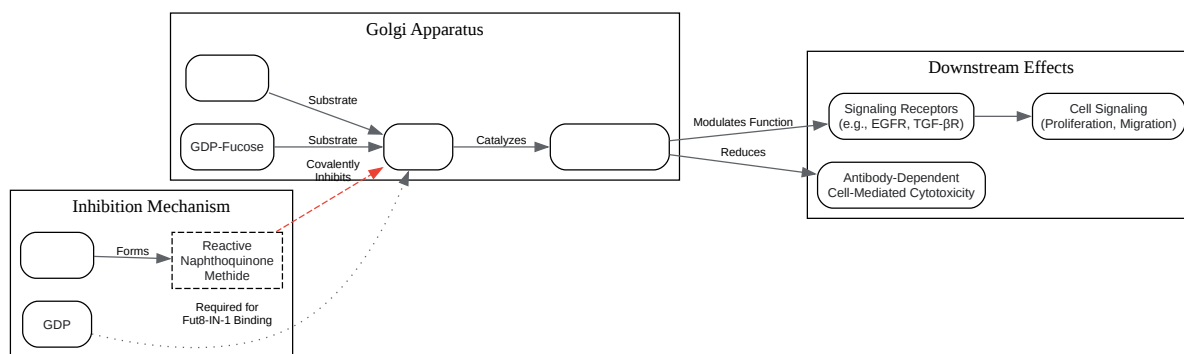 Golgi Apparatus
Substrate
GDP-Fucose
Substrate
Catalyzes
Covalently
Inhibits
Modulates Function
Reduces
Downstream Effects
Signaling Receptors
(e.g., EGFR, TGF-βR)
Cell Signaling
(Proliferation, Migration)
Antibody-Dependent
Cell-Mediated Cytotoxicity
Inhibition Mechanism
Forms
Reactive
Naphthoquinone
Methide
GDP
Required for
Fut8-IN-1 Binding